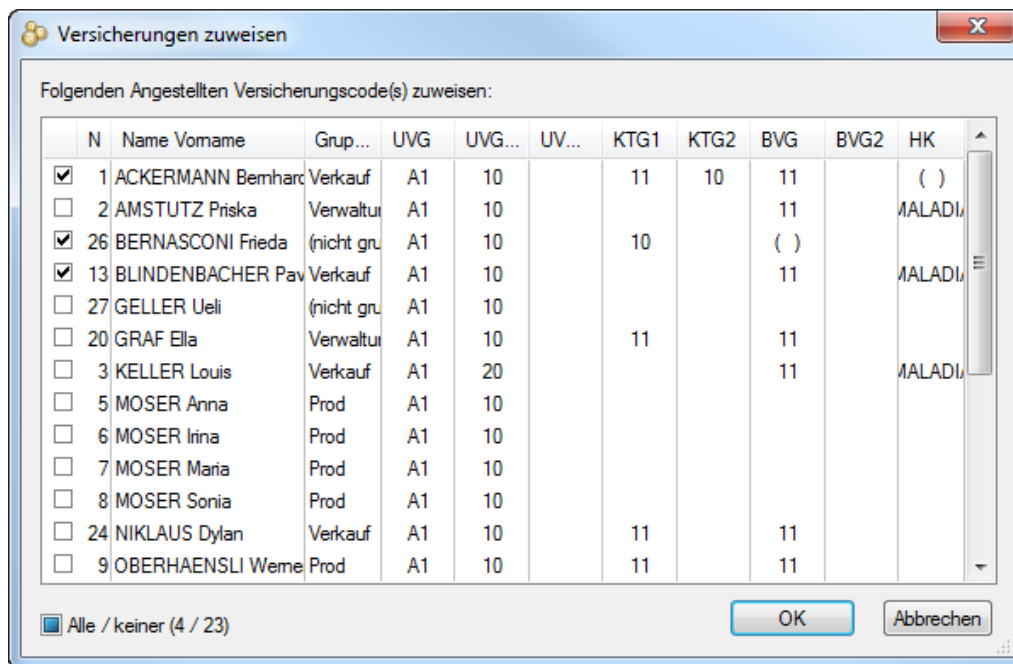 Versicherungen zuweisen
Folgenden Angestellten Versicherungscode(s) zuweisen:
N Name Vorname Grup... UVG UVG... UV... KTG1 KTG2 BVG BVG2 HK
1 ACKERMANN Bernhard Verkauf A1 10 11 10 11 ( )
2 AMSTUTZ Priska Verwaltu A1 10 11 MALADIA
26 BERNASCONI Frieda (nicht gru A1 10 10 ( )
13 BLINDENBACHER Pav Verkauf A1 10 11 MALADIA
27 GELLER Ueli (nicht gru A1 10
20 GRAF Ella Verwaltu A1 10 11 11
3 KELLER Louis Verkauf A1 20 11 MALADIA
5 MOSER Anna Prod A1 10
6 MOSER Irina Prod A1 10
7 MOSER Maria Prod A1 10
8 MOSER Sonia Prod A1 10
24 NIKLAUS Dylan Verkauf A1 10 11 11
9 OBERHAENSLI Werne Prod A1 10 11 11
Alle / keiner (4 / 23)
OK
Abbrechen